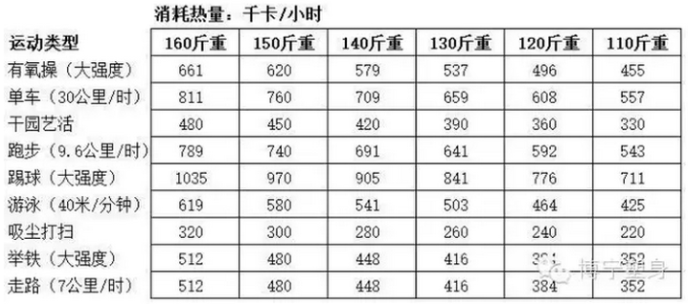 消耗热量：千卡/小时
运动类型 160斤重 150斤重 140斤重 130斤重 120斤重 110斤重
有氧操（大强度） 661 620 579 537 496 455
单车（30公里/时） 811 760 709 659 608 557
干园艺活 480 450 420 390 360 330
跑步（9.6公里/时） 789 740 691 641 592 543
踢球（大强度） 1035 970 905 841 776 711
游泳（40米/分钟） 619 580 541 503 464 425
吸尘打扫 320 300 280 260 240 220
举铁（大强度） 512 480 448 416 384 352
走路（7公里/时） 512 480 448 416 384 352
博宁塑身